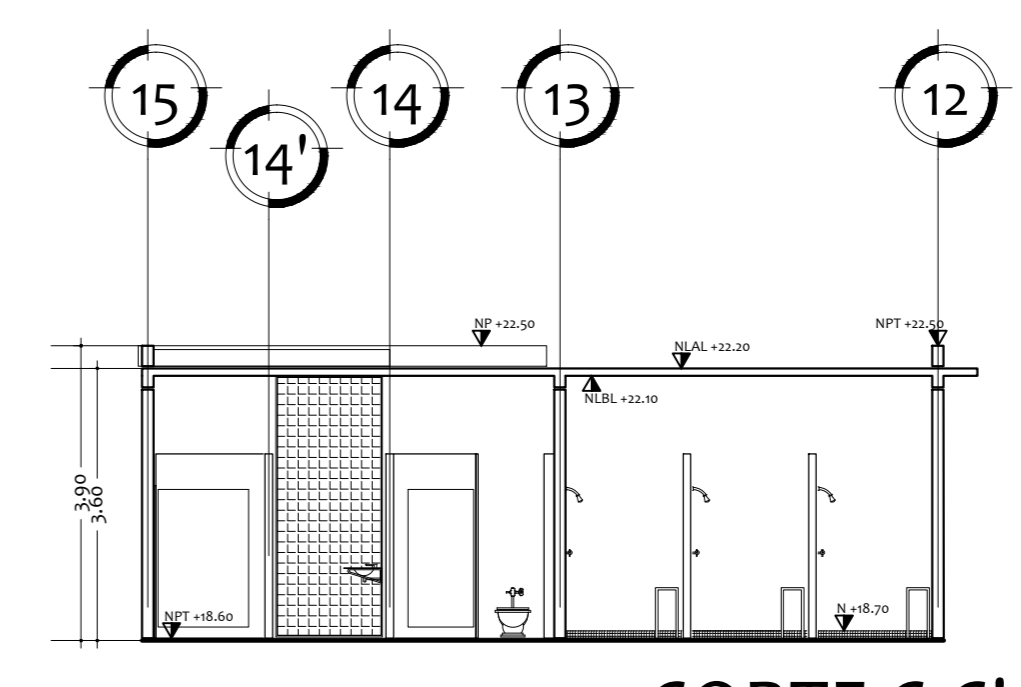 15
14
13
12
14'
NP +22.50
NPT +22.50
NLAL +22.20
NLBL +22.10
3.90
3.60
NPT +18.60
N +18.70